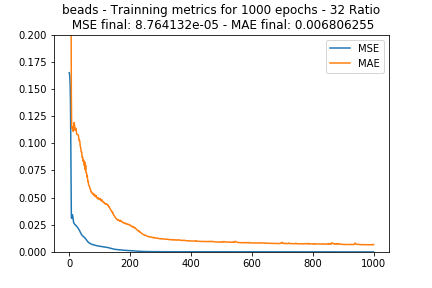 beads - Trainning metrics for 1000 epochs - 32 Ratio
MSE final: 8.764132e-05 - MAE final: 0.006806255
MSE
MAE
0.200
0.175
0.150
0.125
0.100
0.075
0.050
0.025
0.000
0 200 400 600 800 1000